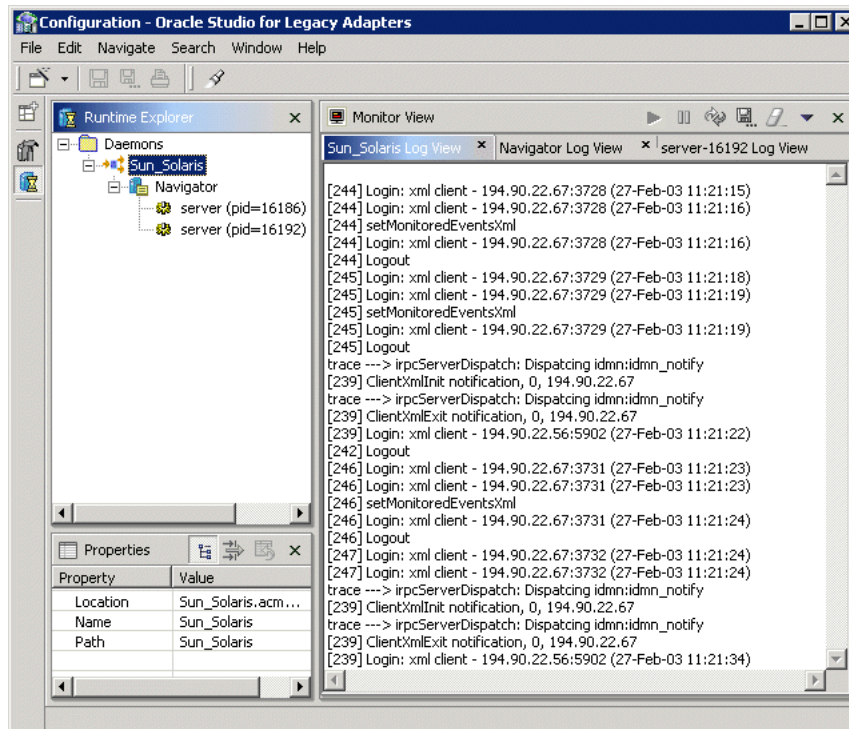 Configuration - Oracle Studio for Legacy Adapters
File Edit Navigate Search Window Help
Runtime Explorer
Daemons
Sun_Solaris
Navigator
server (pid=16186)
server (pid=16192)
Properties
Property Value
Location Sun_Solaris.acm...
Name Sun_Solaris
Path Sun_Solaris
Monitor View
Sun_Solaris Log View Navigator Log View server-16192 Log View
[244] Login: xml client - 194.90.22.67:3728 (27-Feb-03 11:21:15)
[244] Login: xml client - 194.90.22.67:3728 (27-Feb-03 11:21:16)
[244] setMonitoredEventsXml
[244] Login: xml client - 194.90.22.67:3728 (27-Feb-03 11:21:16)
[244] Logout
[245] Login: xml client - 194.90.22.67:3729 (27-Feb-03 11:21:18)
[245] Login: xml client - 194.90.22.67:3729 (27-Feb-03 11:21:19)
[245] setMonitoredEventsXml
[245] Login: xml client - 194.90.22.67:3729 (27-Feb-03 11:21:19)
[245] Logout
trace ---> irpcServerDispatch: Dispatcing idmn:idmn_notify
[239] ClientXmlInit notification, 0, 194.90.22.67
trace ---> irpcServerDispatch: Dispatcing idmn:idmn_notify
[239] ClientXmlExit notification, 0, 194.90.22.67
[239] Login: xml client - 194.90.22.56:5902 (27-Feb-03 11:21:22)
[242] Logout
[246] Login: xml client - 194.90.22.67:3731 (27-Feb-03 11:21:23)
[246] Login: xml client - 194.90.22.67:3731 (27-Feb-03 11:21:23)
[246] setMonitoredEventsXml
[246] Login: xml client - 194.90.22.67:3731 (27-Feb-03 11:21:24)
[246] Logout
[247] Login: xml client - 194.90.22.67:3732 (27-Feb-03 11:21:24)
[247] Login: xml client - 194.90.22.67:3732 (27-Feb-03 11:21:24)
trace ---> irpcServerDispatch: Dispatcing idmn:idmn_notify
[239] ClientXmlInit notification, 0, 194.90.22.67
trace ---> irpcServerDispatch: Dispatcing idmn:idmn_notify
[239] ClientXmlExit notification, 0, 194.90.22.67
[239] Login: xml client - 194.90.22.56:5902 (27-Feb-03 11:21:34)